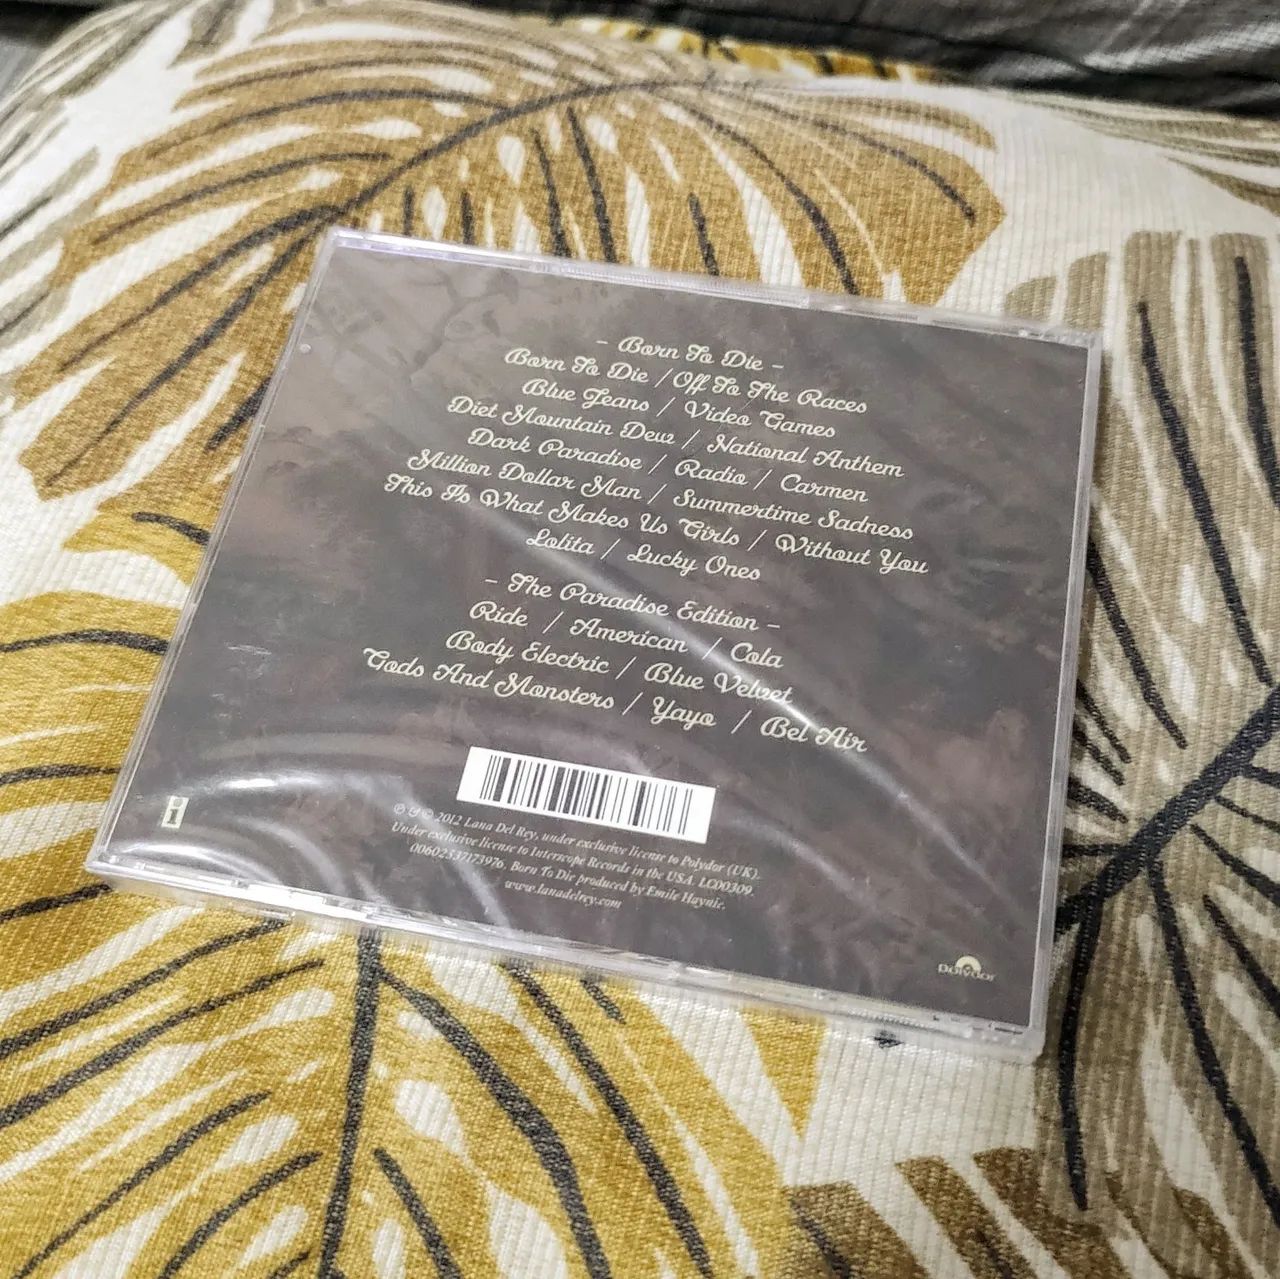 - Born To Die -
Born To Die / Off To The Races
Blue Jeans / Video Games
Diet Mountain Dew / National Anthem
Dark Paradise / Radio / Carmen
Million Dollar Man / Summertime Sadness
This Is What Makes Us Girls / Without You
Lolita / Lucky Ones
- The Paradise Edition -
Ride / American / Cola
Body Electric / Blue Velvet
Gods And Monsters / Yayo / Bel Air
℗ & © 2012 Lana Del Rey, under exclusive license to Polydor (UK).
Under exclusive license to Interscope Records in the USA. LC00309.
00602537173976. Born To Die produced by Emile Haynie.
www.lanadelrey.com
i
polydor